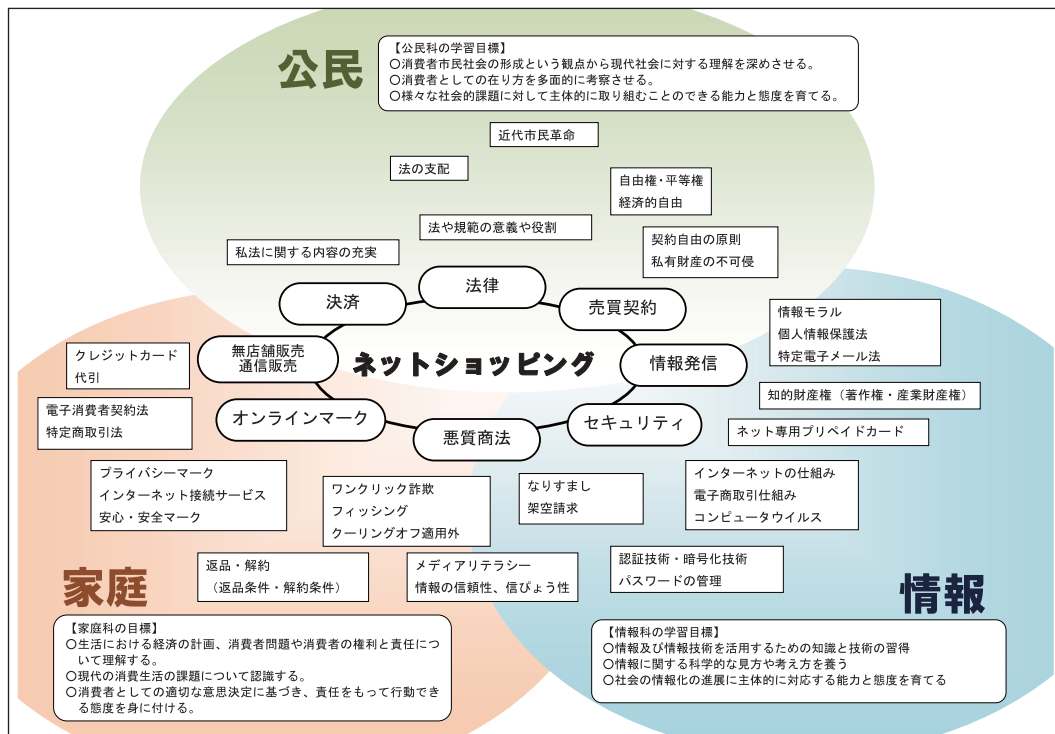 公民
【公民科の学習目標】
○消費者市民社会の形成という観点から現代社会に対する理解を深めさせる。
○消費者としての在り方を多面的に考察させる。
○様々な社会的課題に対して主体的に取り組むことのできる能力と態度を育てる。
近代市民革命
法の支配
自由権・平等権
経済的自由
法や規範の意義や役割
契約自由の原則
私有財産の不可侵
私法に関する内容の充実
法律
決済
売買契約
無店舗販売
通信販売
ネットショッピング
情報発信
オンラインマーク
悪質商法
セキュリティ
情報モラル
個人情報保護法
特定電子メール法
クレジットカード
代引
知的財産権（著作権・産業財産権）
電子消費者契約法
特定商取引法
ネット専用プリペイドカード
プライバシーマーク
インターネット接続サービス
安心・安全マーク
ワンクリック詐欺
フィッシング
クーリングオフ適用外
なりすまし
架空請求
インターネットの仕組み
電子商取引仕組み
コンピュータウイルス
返品・解約
（返品条件・解約条件）
メディアリテラシー
情報の信頼性、信ぴょう性
認証技術・暗号化技術
パスワードの管理
家庭
【家庭科の目標】
○生活における経済の計画、消費者問題や消費者の権利と責任につ
いて理解する。
○現代の消費生活の課題について認識する。
○消費者としての適切な意思決定に基づき、責任をもって行動でき
る態度を身に付ける。
情報
【情報科の学習目標】
○情報及び情報技術を活用するための知識と技術の習得
○情報に関する科学的な見方や考え方を養う
○社会の情報化の進展に主体的に対応する能力と態度を育てる